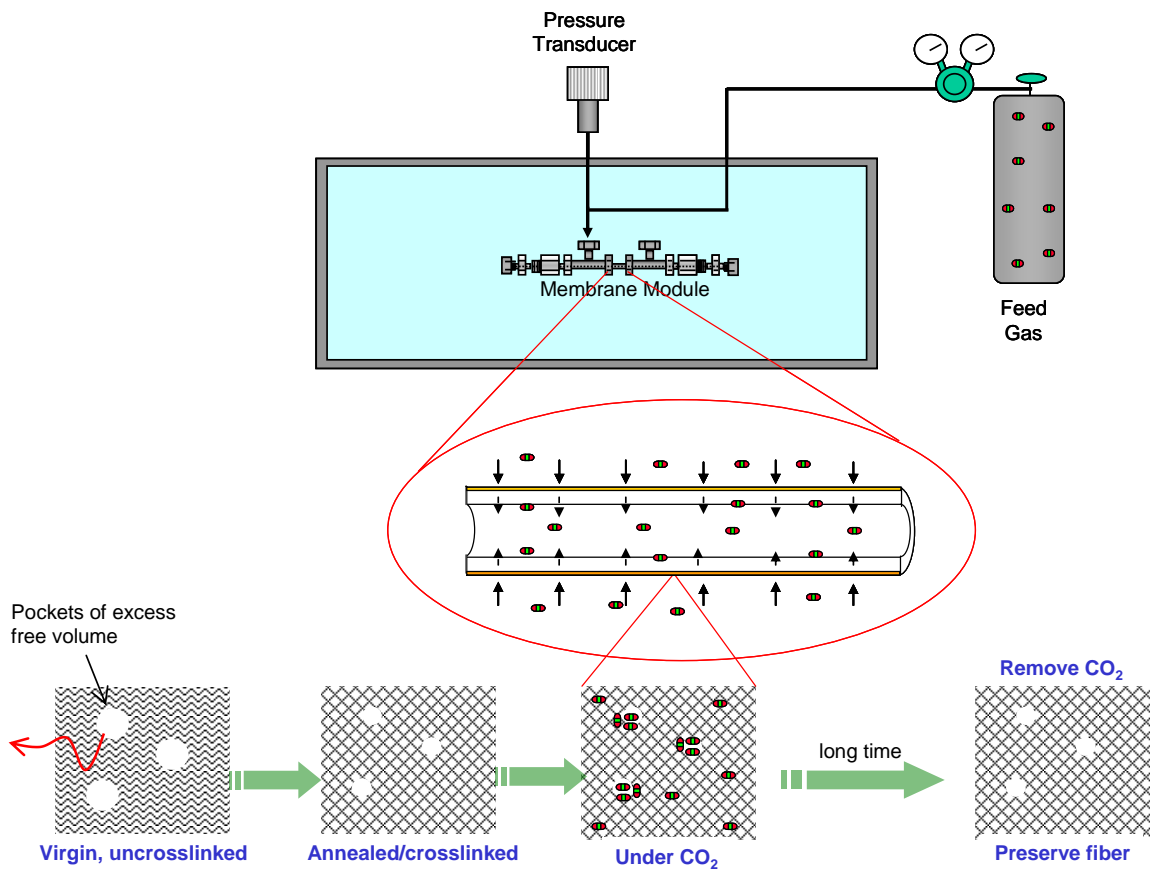 Pressure
Transducer
Membrane Module
Feed
Gas
Pockets of excess
free volume
Remove CO₂
long time
Virgin, uncrosslinked
Annealed/crosslinked
Under CO₂
Preserve fiber